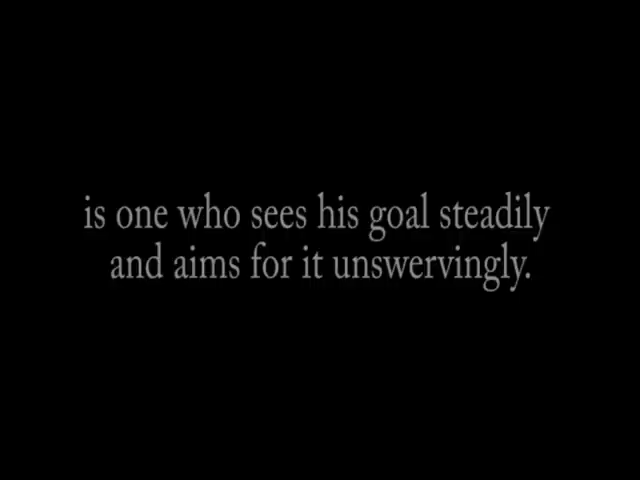 is one who sees his goal steadily
and aims for it unswervingly.